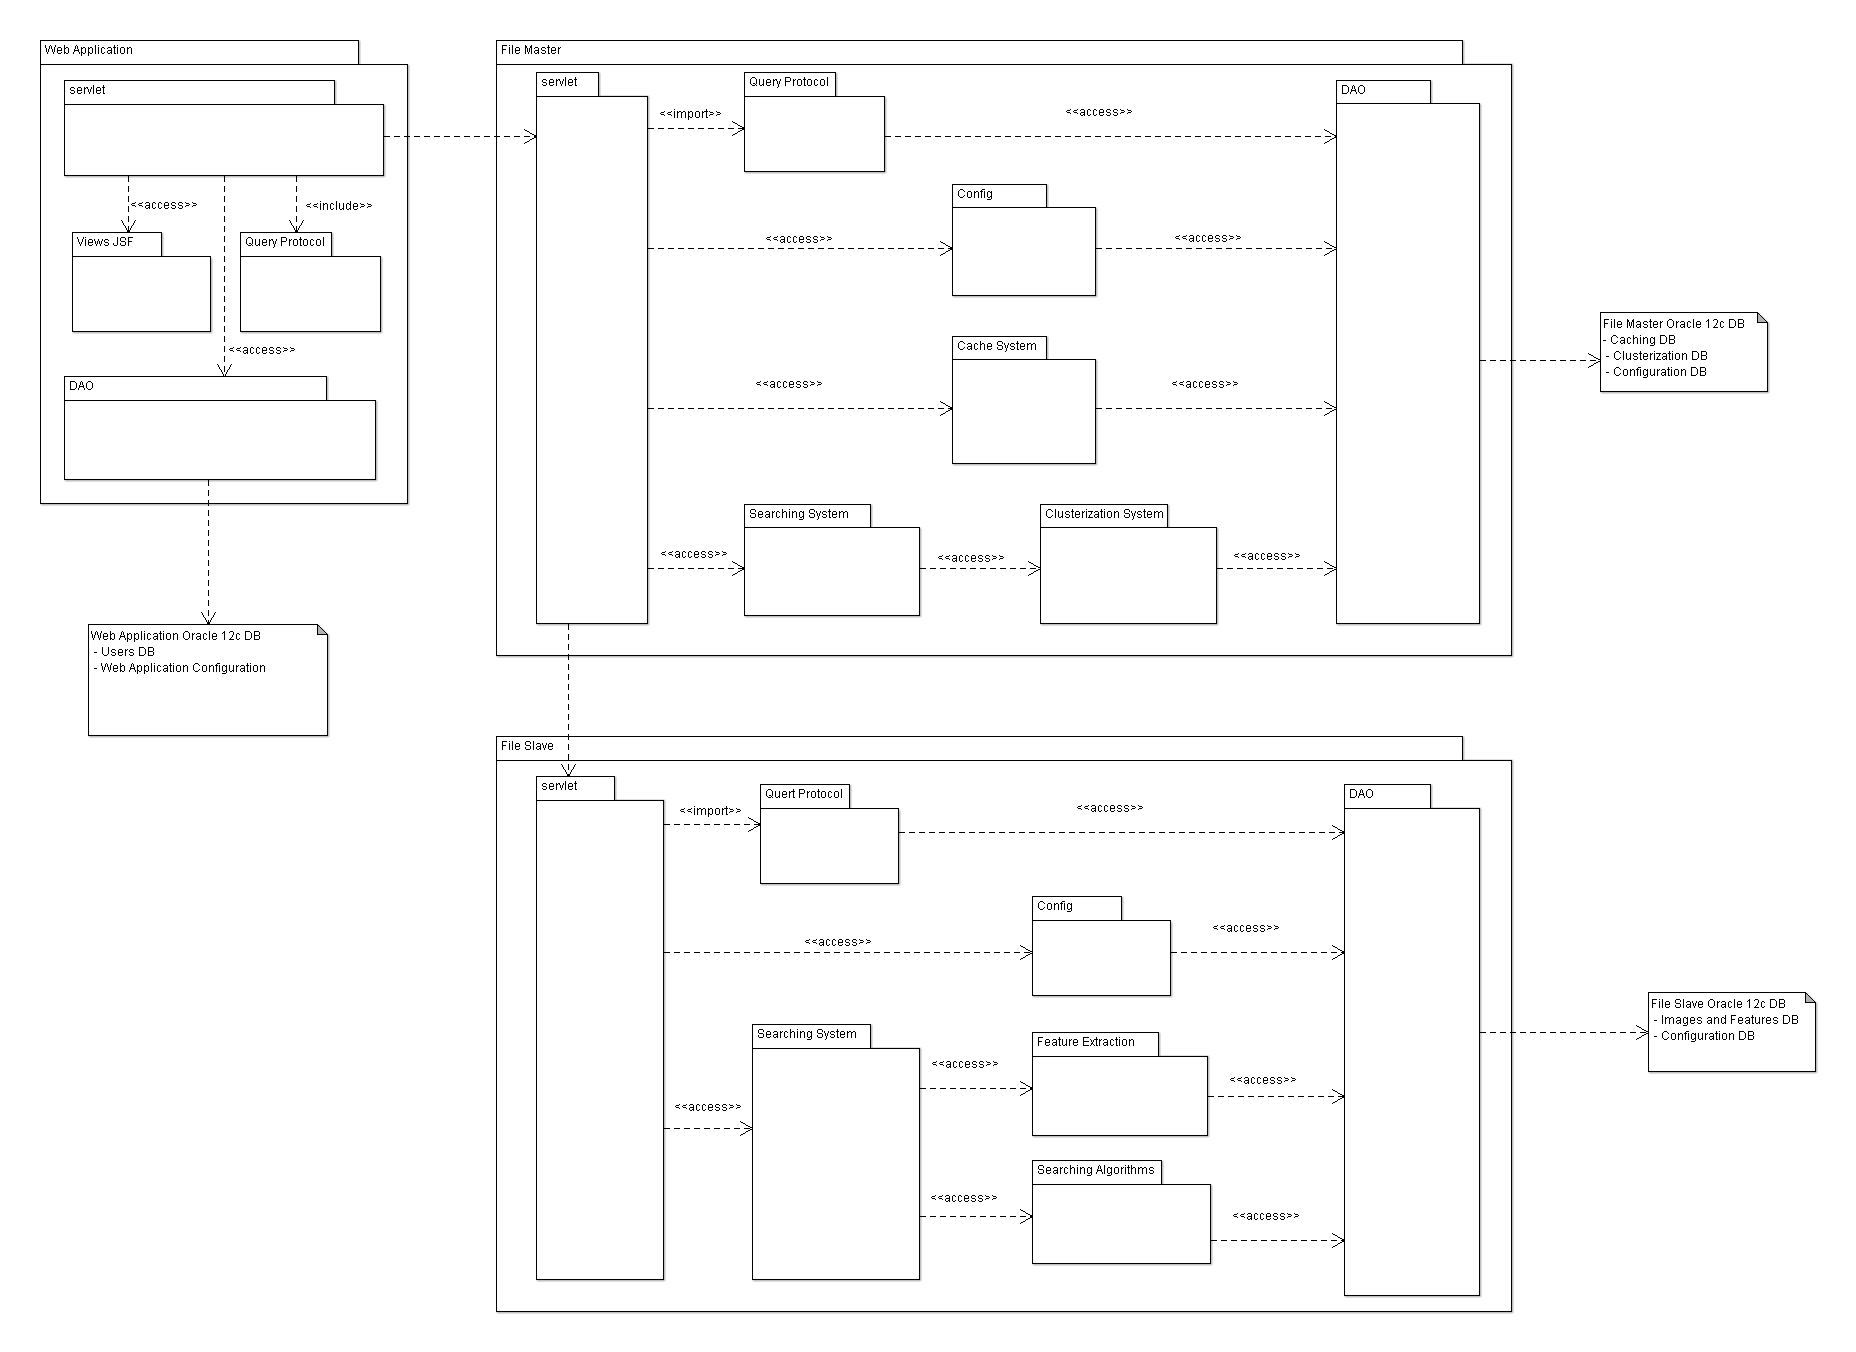 Web Application
servlet
<<access>>
<<include>>
Views JSF
Query Protocol
<<access>>
DAO
Web Application Oracle 12c DB
- Users DB
- Web Application Configuration
File Master
servlet
<<import>>
Query Protocol
<<access>>
DAO
Config
<<access>>
<<access>>
Cache System
<<access>>
<<access>>
Searching System
Clusterization System
<<access>>
<<access>>
<<access>>
File Master Oracle 12c DB
- Caching DB
- Clusterization DB
- Configuration DB
File Slave
servlet
<<import>>
Quert Protocol
<<access>>
DAO
Config
<<access>>
<<access>>
Searching System
Feature Extraction
<<access>>
<<access>>
<<access>>
Searching Algorithms
<<access>>
<<access>>
File Slave Oracle 12c DB
- Images and Features DB
- Configuration DB